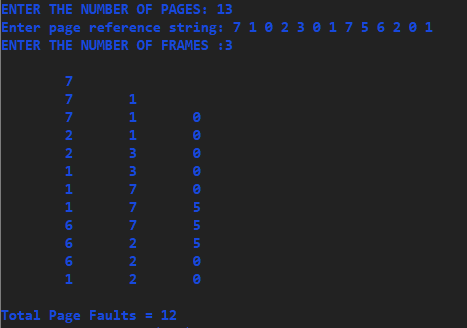 ENTER THE NUMBER OF PAGES: 13
Enter page reference string: 7 1 0 2 3 0 1 7 5 6 2 0 1
ENTER THE NUMBER OF FRAMES :3
7
7 1
7 1 0
2 1 0
2 3 0
1 3 0
1 7 0
1 7 5
6 7 5
6 2 5
6 2 0
1 2 0
Total Page Faults = 12